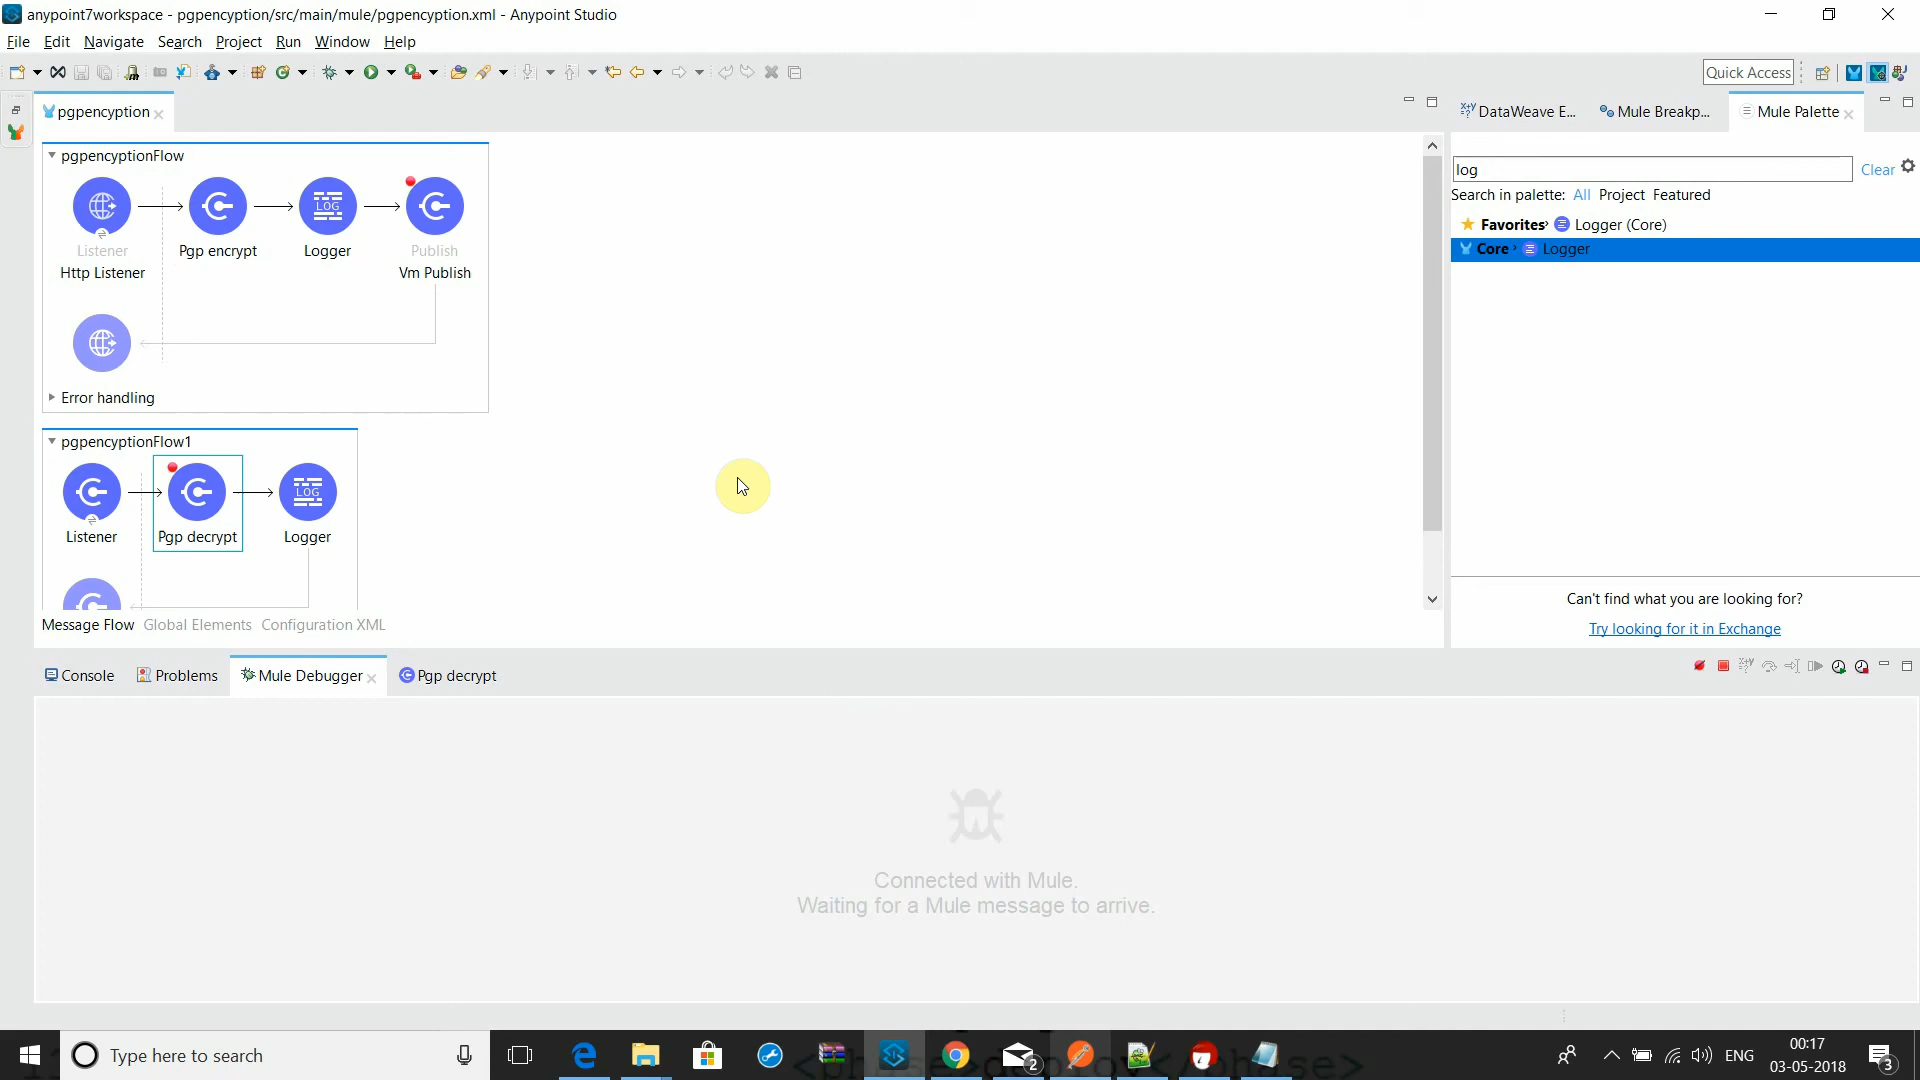 anypoint7workspace - pgpencyption/src/main/mule/pgpencyption.xml - Anypoint Studio
File Edit Navigate Search Project Run Window Help
Quick Access
pgpencyption
DataWeave E...
Mule Breakp...
Mule Palette
pgpencyptionFlow
LOG
Listener
Http Listener
Pgp encrypt
Logger
Publish
Vm Publish
Error handling
pgpencyptionFlow1
LOG
Listener
Pgp decrypt
Logger
Message Flow Global Elements Configuration XML
log
Clear
Search in palette: All Project Featured
Favorites Logger (Core)
Core Logger
Can't find what you are looking for?
Try looking for it in Exchange
Console Problems Mule Debugger Pgp decrypt
Connected with Mule.
Waiting for a Mule message to arrive.
Type here to search
2
ENG
00:17
03-05-2018
3